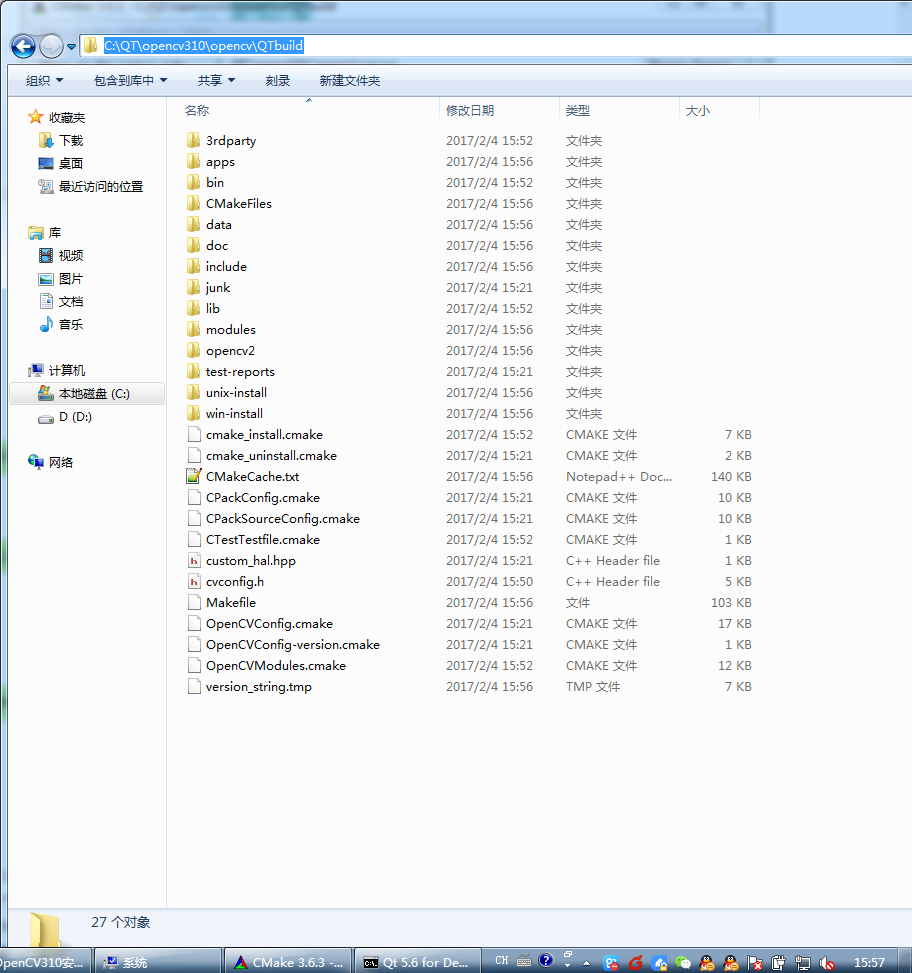 C:\QT\opencv310\opencv\QTbuild
组织 包含到库中 共享 刻录 新建文件夹
收藏夹
下载
桌面
最近访问的位置
库
视频
图片
文档
音乐
计算机
本地磁盘 (C:)
D (D:)
网络
名称 修改日期 类型 大小
3rdparty 2017/2/4 15:52 文件夹
apps 2017/2/4 15:56 文件夹
bin 2017/2/4 15:52 文件夹
CMakeFiles 2017/2/4 15:56 文件夹
data 2017/2/4 15:56 文件夹
doc 2017/2/4 15:56 文件夹
include 2017/2/4 15:56 文件夹
junk 2017/2/4 15:21 文件夹
lib 2017/2/4 15:52 文件夹
modules 2017/2/4 15:56 文件夹
opencv2 2017/2/4 15:56 文件夹
test-reports 2017/2/4 15:21 文件夹
unix-install 2017/2/4 15:56 文件夹
win-install 2017/2/4 15:56 文件夹
cmake_install.cmake 2017/2/4 15:52 CMAKE 文件 7 KB
cmake_uninstall.cmake 2017/2/4 15:21 CMAKE 文件 2 KB
CMakeCache.txt 2017/2/4 15:56 Notepad++ Doc... 140 KB
CPackConfig.cmake 2017/2/4 15:21 CMAKE 文件 10 KB
CPackSourceConfig.cmake 2017/2/4 15:21 CMAKE 文件 10 KB
CTestTestfile.cmake 2017/2/4 15:52 CMAKE 文件 1 KB
custom_hal.hpp 2017/2/4 15:21 C++ Header file 1 KB
cvconfig.h 2017/2/4 15:50 C++ Header file 5 KB
Makefile 2017/2/4 15:56 文件 103 KB
OpenCVConfig.cmake 2017/2/4 15:21 CMAKE 文件 17 KB
OpenCVConfig-version.cmake 2017/2/4 15:21 CMAKE 文件 1 KB
OpenCVModules.cmake 2017/2/4 15:52 CMAKE 文件 12 KB
version_string.tmp 2017/2/4 15:56 TMP 文件 7 KB
27 个对象
OpenCV310安... 系统 CMake 3.6.3 -... Qt 5.6 for De... CH 15:57